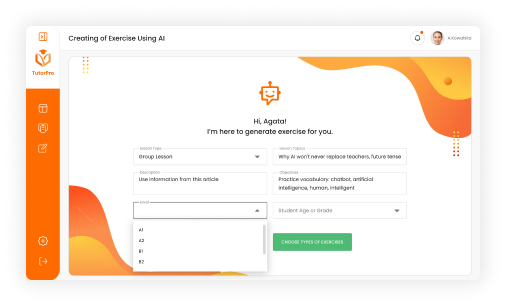 Creating of Exercise Using AI
A.Kowalska
TutorPro
Hi, Agata!
I'm here to generate exercise for you.
Lesson Type
Group Lesson
Lesson Topics
Why AI won't never replace teachers, future tense
Description
Use information from this article
Objectives
Practice vocabulary: chatbot, artificial
intelligence, human, intelligent
Level
Student Age or Grade
A1
A2
B1
B2
CHOOSE TYPES OF EXERCISES